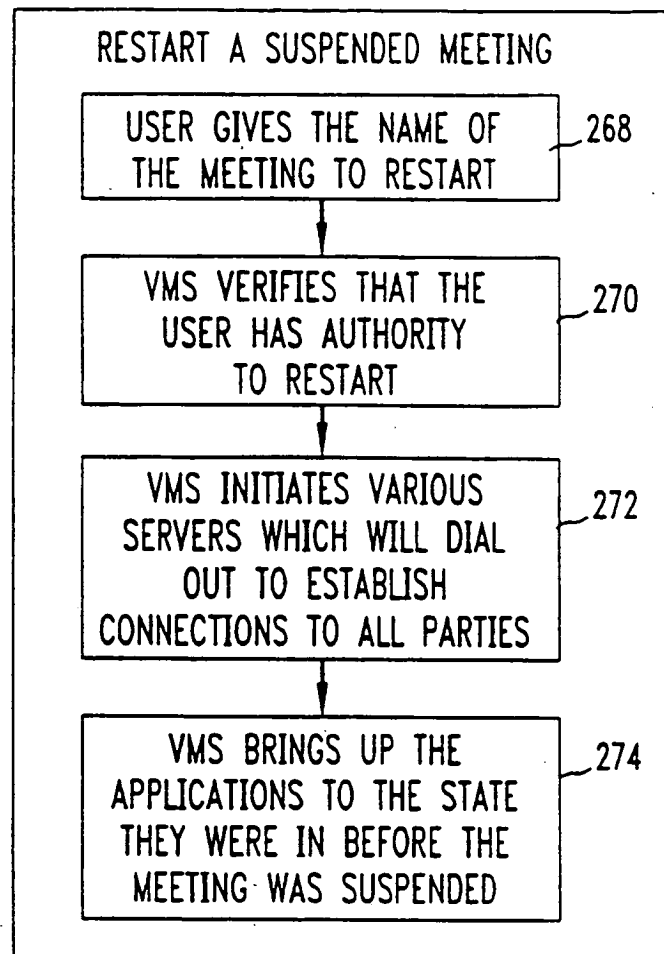 RESTART A SUSPENDED MEETING
USER GIVES THE NAME OF
THE MEETING TO RESTART
268
VMS VERIFIES THAT THE
USER HAS AUTHORITY
TO RESTART
270
VMS INITIATES VARIOUS
SERVERS WHICH WILL DIAL
OUT TO ESTABLISH
CONNECTIONS TO ALL PARTIES
272
VMS BRINGS UP THE
APPLICATIONS TO THE STATE
THEY WERE IN BEFORE THE
MEETING WAS SUSPENDED
274